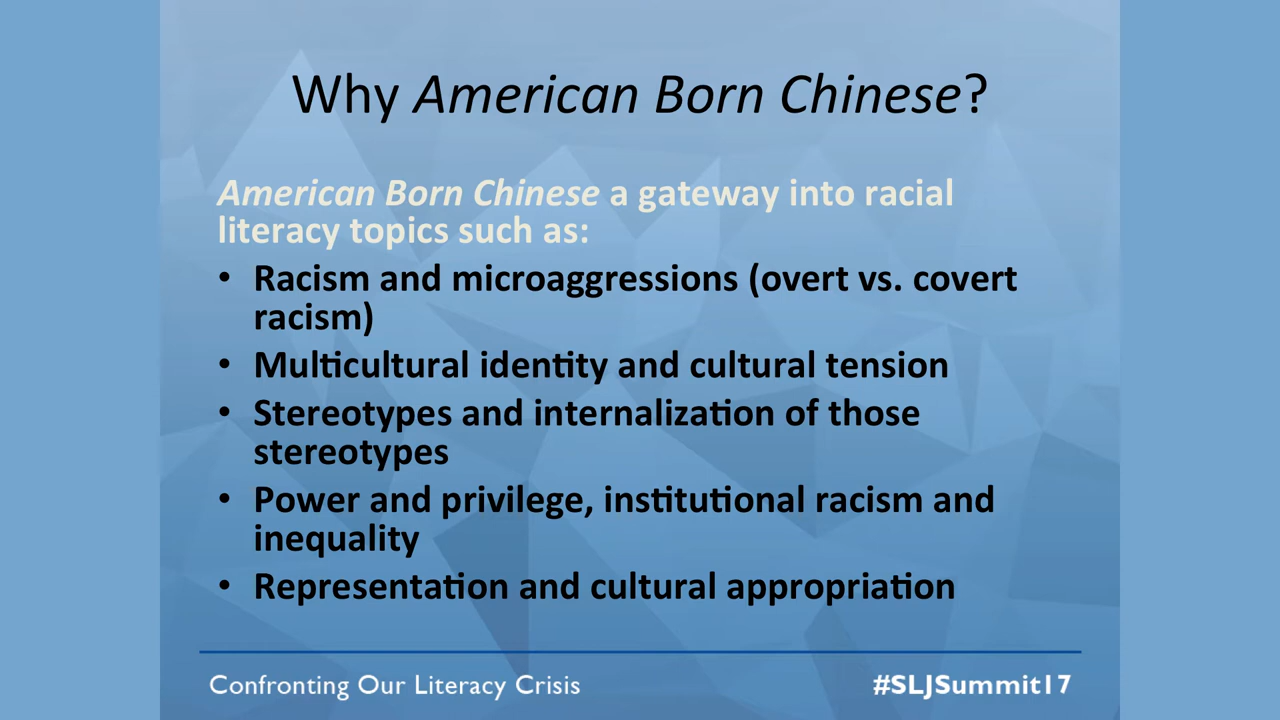 Why American Born Chinese?
American Born Chinese a gateway into racial
literacy topics such as:
• Racism and microaggressions (overt vs. covert
racism)
• Multicultural identity and cultural tension
• Stereotypes and internalization of those
stereotypes
• Power and privilege, institutional racism and
inequality
• Representation and cultural appropriation
Confronting Our Literacy Crisis
#SLJSummit17